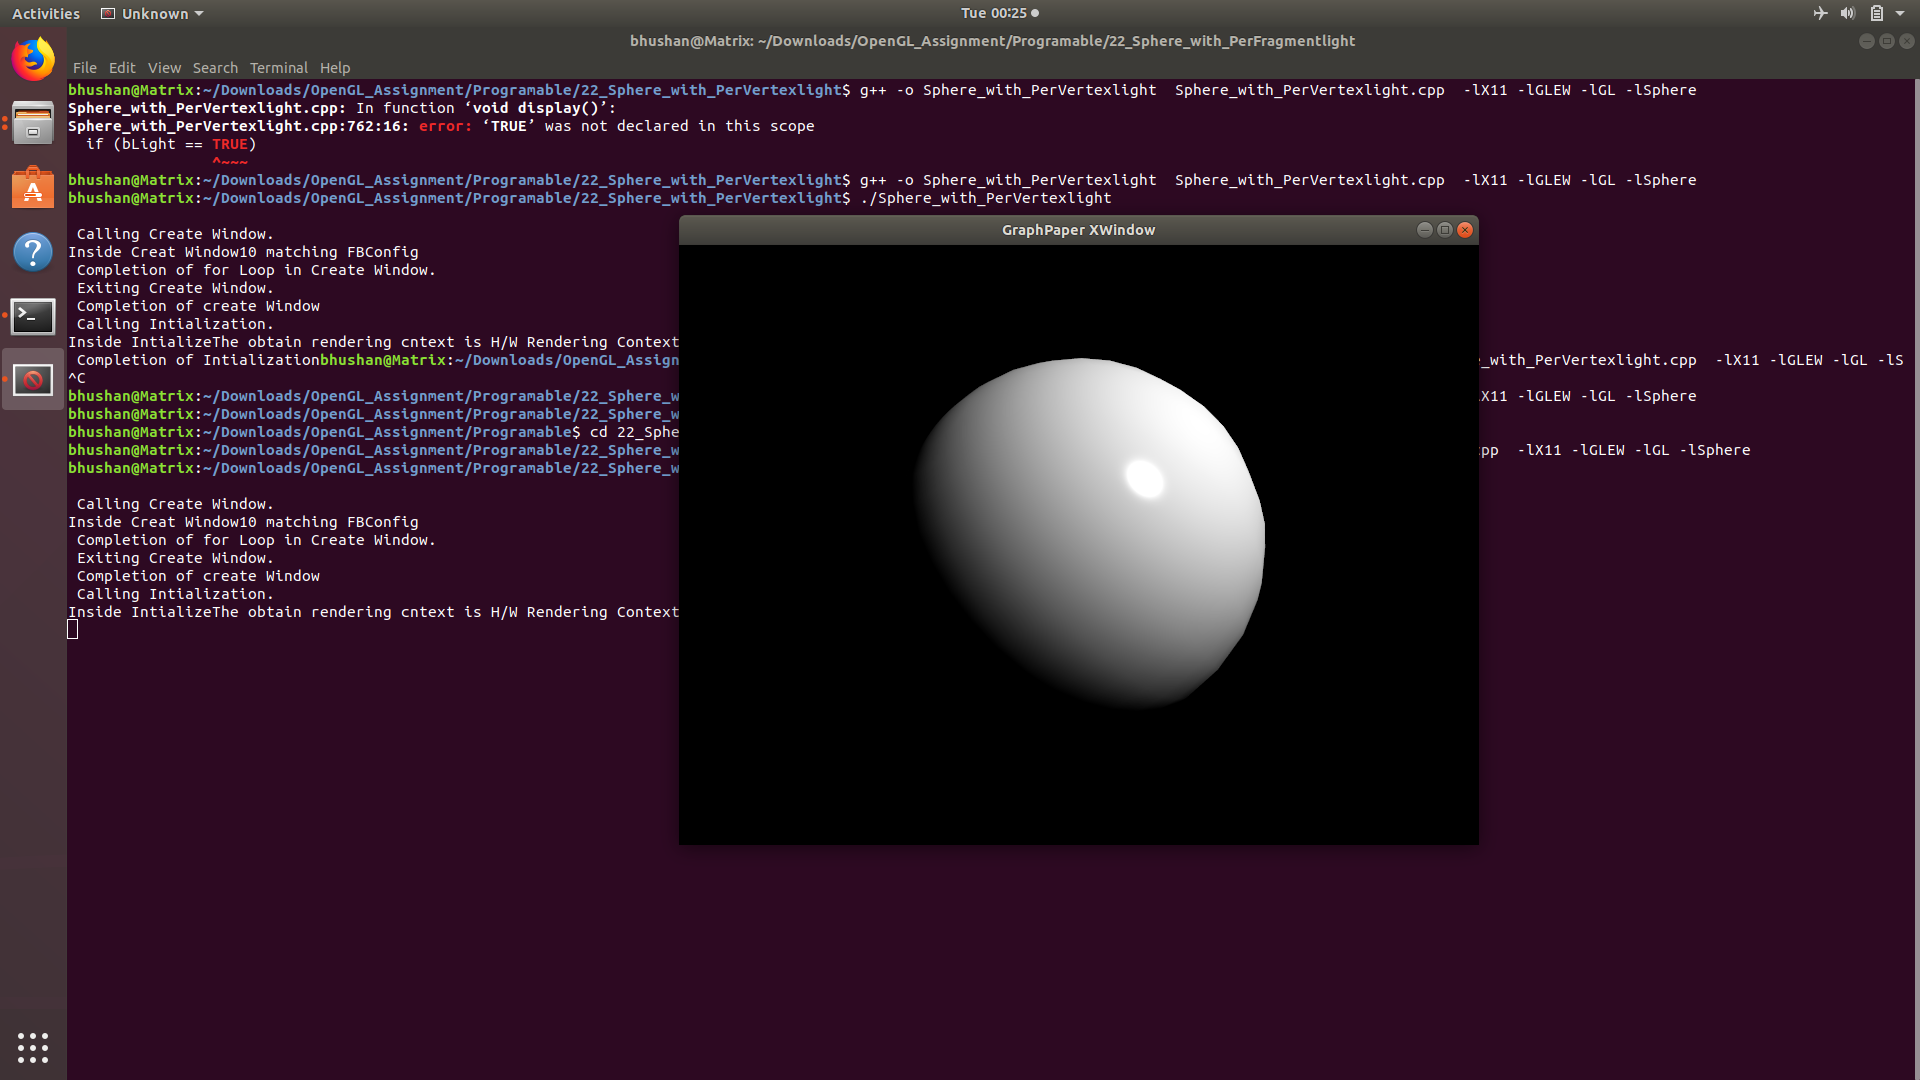 Activities Unknown Tue 00:25
bhushan@Matrix: ~/Downloads/OpenGL_Assignment/Programable/22_Sphere_with_PerFragmentlight
File Edit View Search Terminal Help
bhushan@Matrix:~/Downloads/OpenGL_Assignment/Programable/22_Sphere_with_PerVertexlight$ g++ -o Sphere_with_PerVertexlight  Sphere_with_PerVertexlight.cpp  -lX11 -lGLEW -lGL -lSphere
Sphere_with_PerVertexlight.cpp: In function ‘void display()’:
Sphere_with_PerVertexlight.cpp:762:16: error: ‘TRUE’ was not declared in this scope
if (bLight == TRUE)
^~~~
bhushan@Matrix:~/Downloads/OpenGL_Assignment/Programable/22_Sphere_with_PerVertexlight$ g++ -o Sphere_with_PerVertexlight  Sphere_with_PerVertexlight.cpp  -lX11 -lGLEW -lGL -lSphere
bhushan@Matrix:~/Downloads/OpenGL_Assignment/Programable/22_Sphere_with_PerVertexlight$ ./Sphere_with_PerVertexlight
GraphPaper XWindow
Calling Create Window.
Inside Creat Window10 matching FBConfig
Completion of for Loop in Create Window.
Exiting Create Window.
Completion of create Window
Calling Intialization.
Inside IntializeThe obtain rendering cntext is H/W Rendering Context
Completion of Intializationbhushan@Matrix:~/Downloads/OpenGL_Assign _with_PerVertexlight.cpp  -lX11 -lGLEW -lGL -lS
^C
bhushan@Matrix:~/Downloads/OpenGL_Assignment/Programable/22_Sphere_w X11 -lGLEW -lGL -lSphere
bhushan@Matrix:~/Downloads/OpenGL_Assignment/Programable/22_Sphere_w
bhushan@Matrix:~/Downloads/OpenGL_Assignment/Programable$ cd 22_Sphe
bhushan@Matrix:~/Downloads/OpenGL_Assignment/Programable/22_Sphere_w pp  -lX11 -lGLEW -lGL -lSphere
bhushan@Matrix:~/Downloads/OpenGL_Assignment/Programable/22_Sphere_w
Calling Create Window.
Inside Creat Window10 matching FBConfig
Completion of for Loop in Create Window.
Exiting Create Window.
Completion of create Window
Calling Intialization.
Inside IntializeThe obtain rendering cntext is H/W Rendering Context